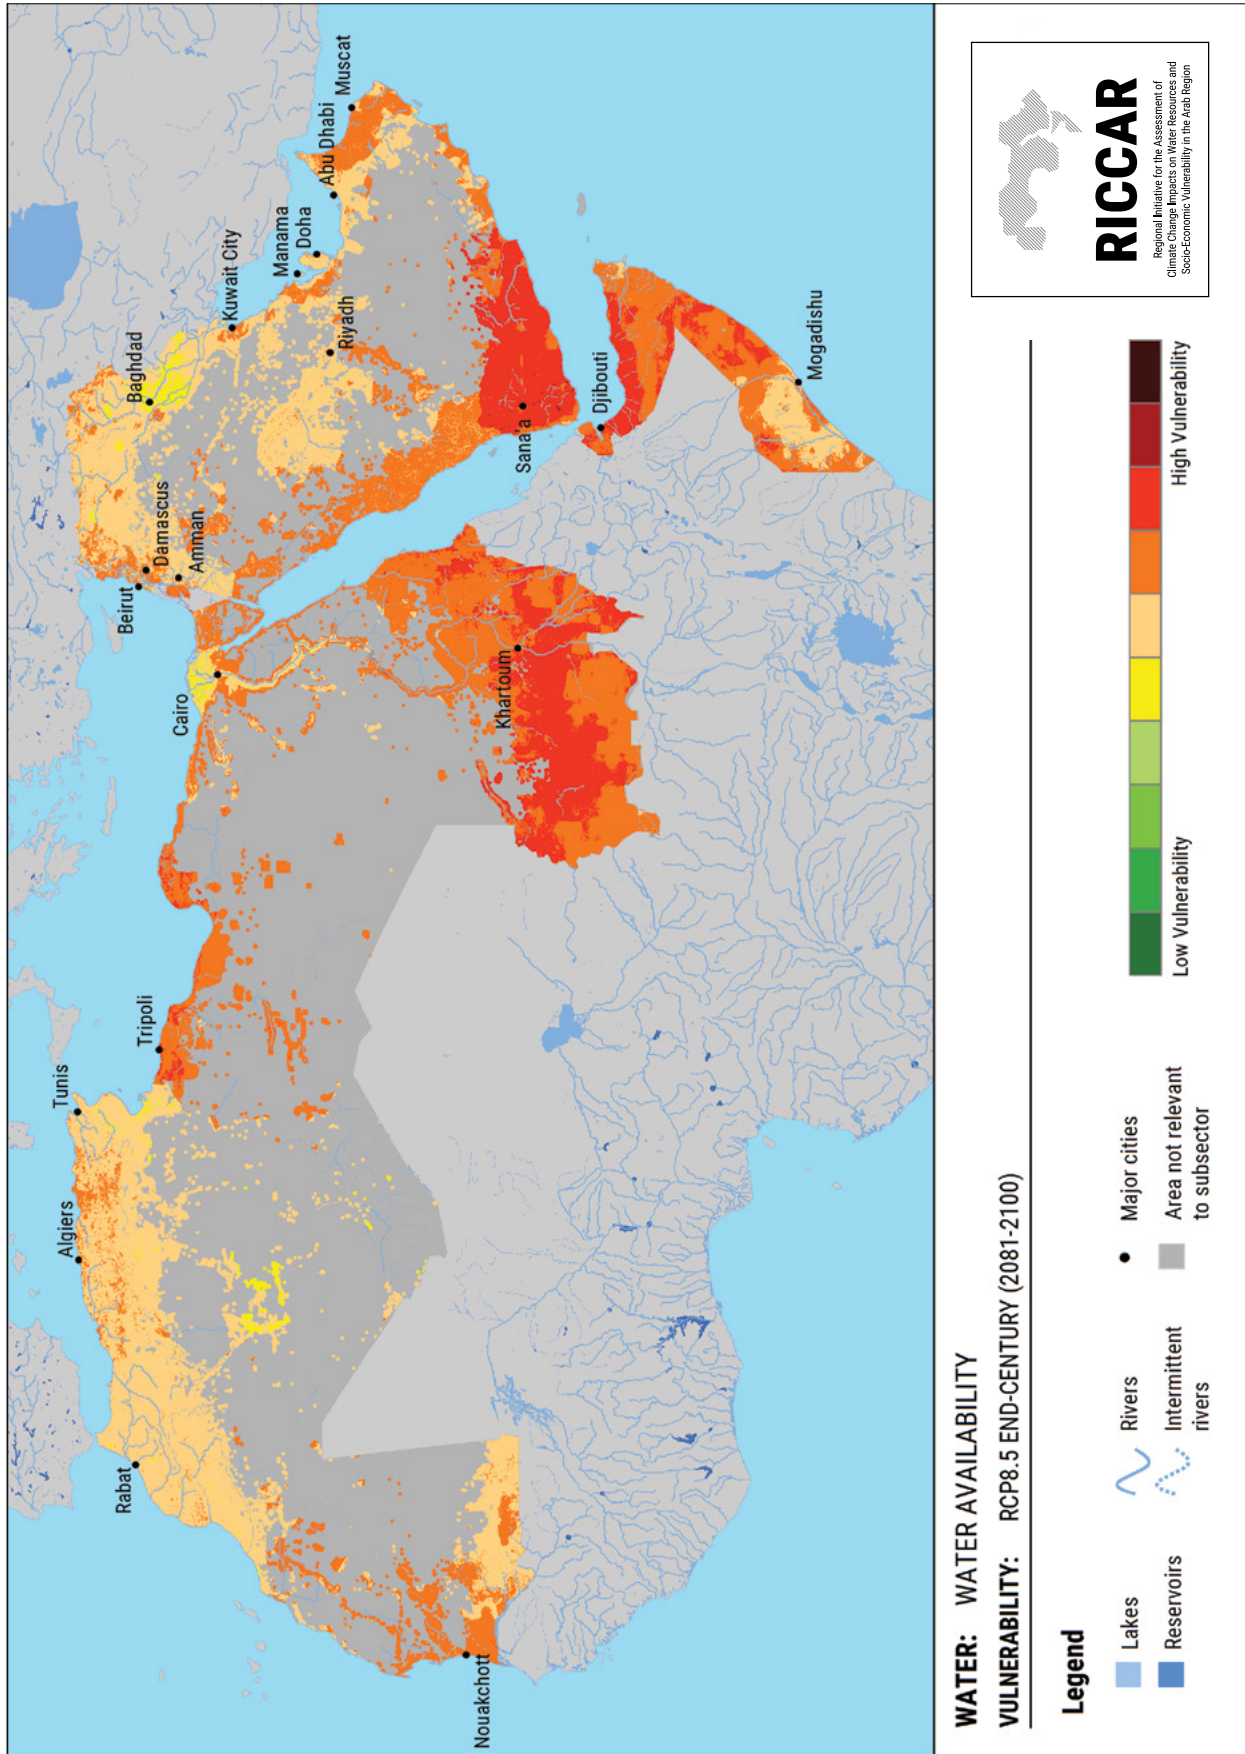 Rabat
Algiers
Tunis
Tripoli
Cairo
Beirut
Damascus
Amman
Baghdad
Kuwait City
Manama
Doha
Abu Dhabi
Muscat
Riyadh
Sana'a
Djibouti
Mogadishu
Khartoum
Nouakchott
WATER: WATER AVAILABILITY
VULNERABILITY: RCP8.5 END-CENTURY (2081-2100)
Legend
Lakes
Reservoirs
Rivers
Intermittent
rivers
Major cities
Area not relevant
to subsector
Low Vulnerability
High Vulnerability
RICCAR
Regional Initiative for the Assessment of
Climate Change Impacts on Water Resources and
Socio-Economic Vulnerability in the Arab Region